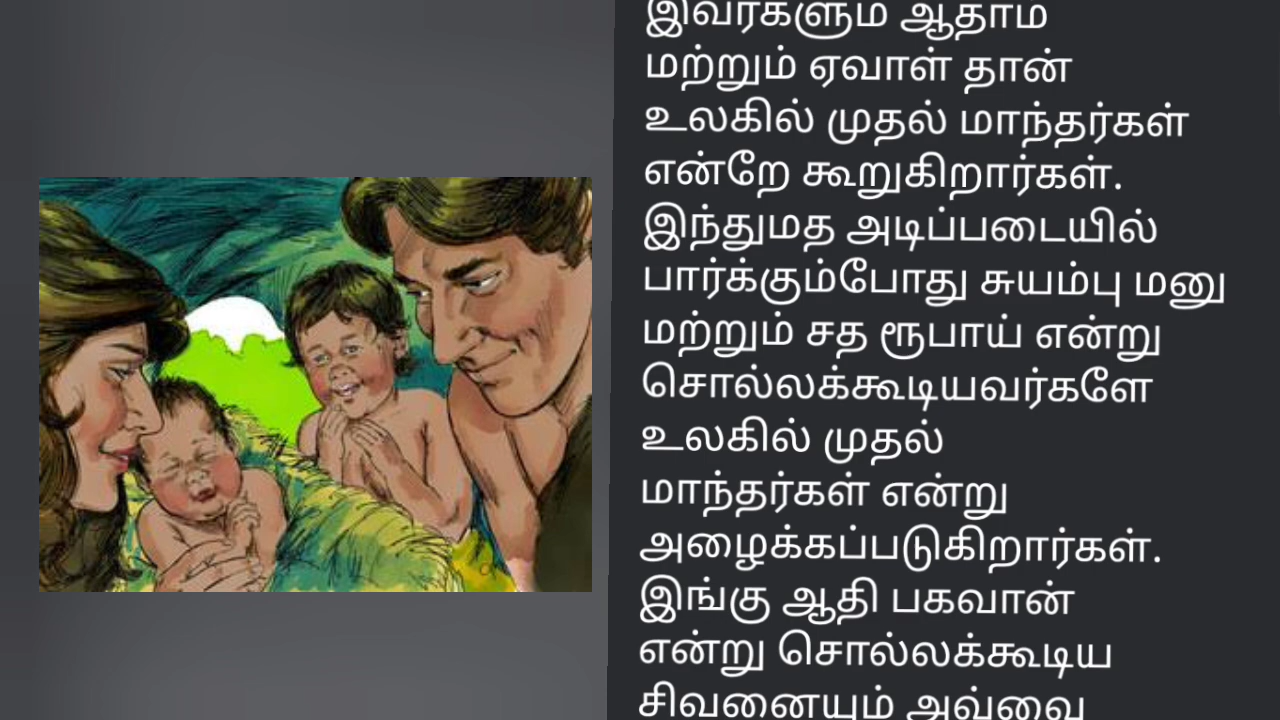 இவர்களும் ஆதாம்
மற்றும் ஏவாள் தான்
உலகில் முதல் மாந்தர்கள்
என்றே கூறுகிறார்கள்.
இந்துமத அடிப்படையில்
பார்க்கும்போது சுயம்பு மனு
மற்றும் சத ரூபாய் என்று
சொல்லக்கூடியவர்களே
உலகில் முதல்
மாந்தர்கள் என்று
அழைக்கப்படுகிறார்கள்.
இங்கு ஆதி பகவான்
என்று சொல்லக்கூடிய
சிவனையும் அவ்வை